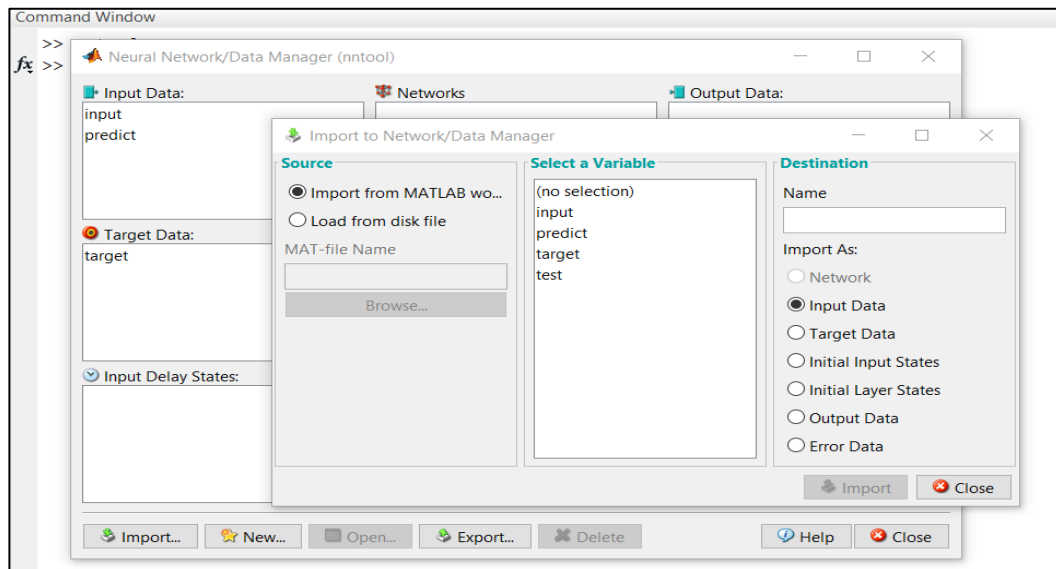 Command Window
>>
fx >>
Neural Network/Data Manager (nntool)
Input Data:
input
predict
Networks
Output Data:
Target Data:
target
Input Delay States:
Import to Network/Data Manager
Source
Import from MATLAB wo...
Load from disk file
MAT-file Name
Browse...
Select a Variable
(no selection)
input
predict
target
test
Destination
Name
Import As:
Network
Input Data
Target Data
Initial Input States
Initial Layer States
Output Data
Error Data
Import
Close
Import...
New...
Open...
Export...
Delete
Help
Close